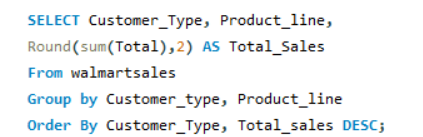 SELECT Customer_Type, Product_line,
Round(sum(Total),2) AS Total_Sales
From walmartsales
Group by Customer_type, Product_line
Order By Customer_Type, Total_sales DESC;